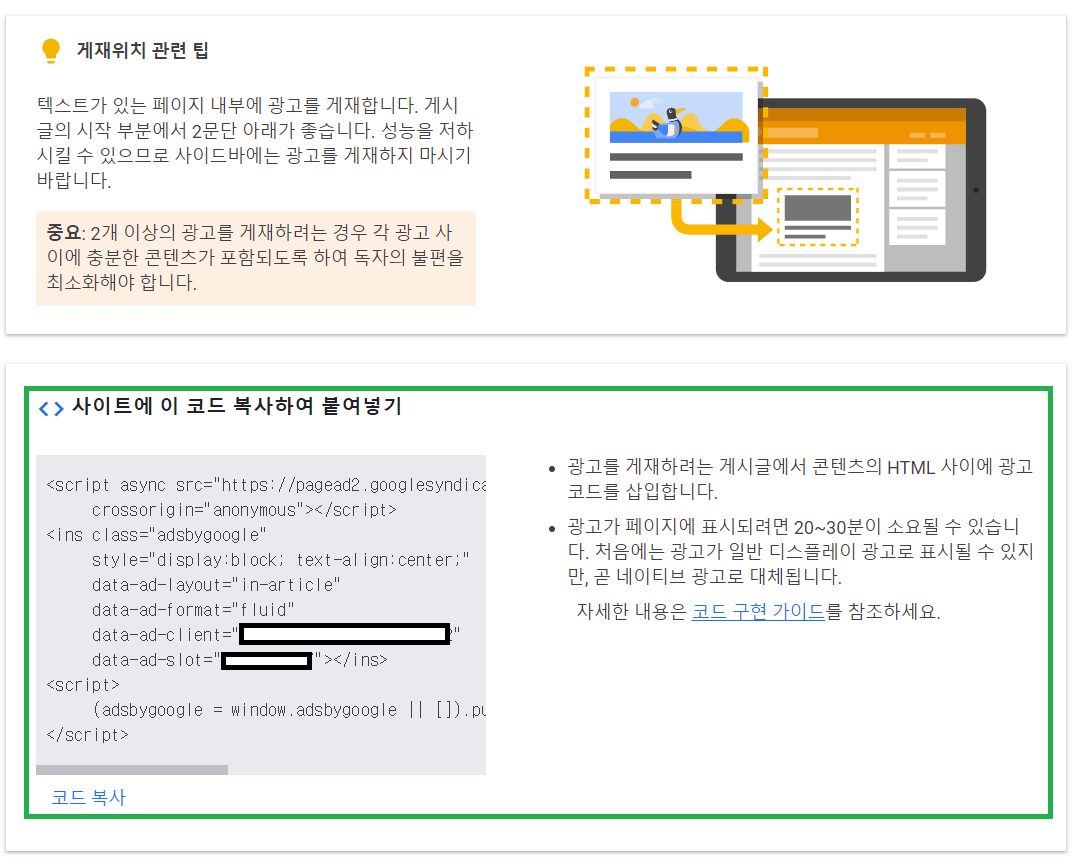 게재위치 관련 팁
텍스트가 있는 페이지 내부에 광고를 게재합니다. 게시
글의 시작 부분에서 2문단 아래가 좋습니다. 성능을 저하
시킬 수 있으므로 사이드바에는 광고를 게재하지 마시기
바랍니다.
중요: 2개 이상의 광고를 게재하려는 경우 각 광고 사
이에 충분한 콘텐츠가 포함되도록 하여 독자의 불편을
최소화해야 합니다.
<> 사이트에 이 코드 복사하여 붙여넣기
<script async src="https://pagead2.googlesyndica
crossorigin="anonymous"></script>
<ins class="adsbygoogle"
style="display:block; text-align:center;"
data-ad-layout="in-article"
data-ad-format="fluid"
data-ad-client="
"
data-ad-slot="
"></ins>
<script>
(adsbygoogle = window.adsbygoogle || []).pu
</script>
코드 복사
• 광고를 게재하려는 게시글에서 콘텐츠의 HTML 사이에 광고
코드를 삽입합니다.
• 광고가 페이지에 표시되려면 20~30분이 소요될 수 있습니
다. 처음에는 광고가 일반 디스플레이 광고로 표시될 수 있지
만, 곧 네이티브 광고로 대체됩니다.
자세한 내용은 코드 구현 가이드를 참조하세요.